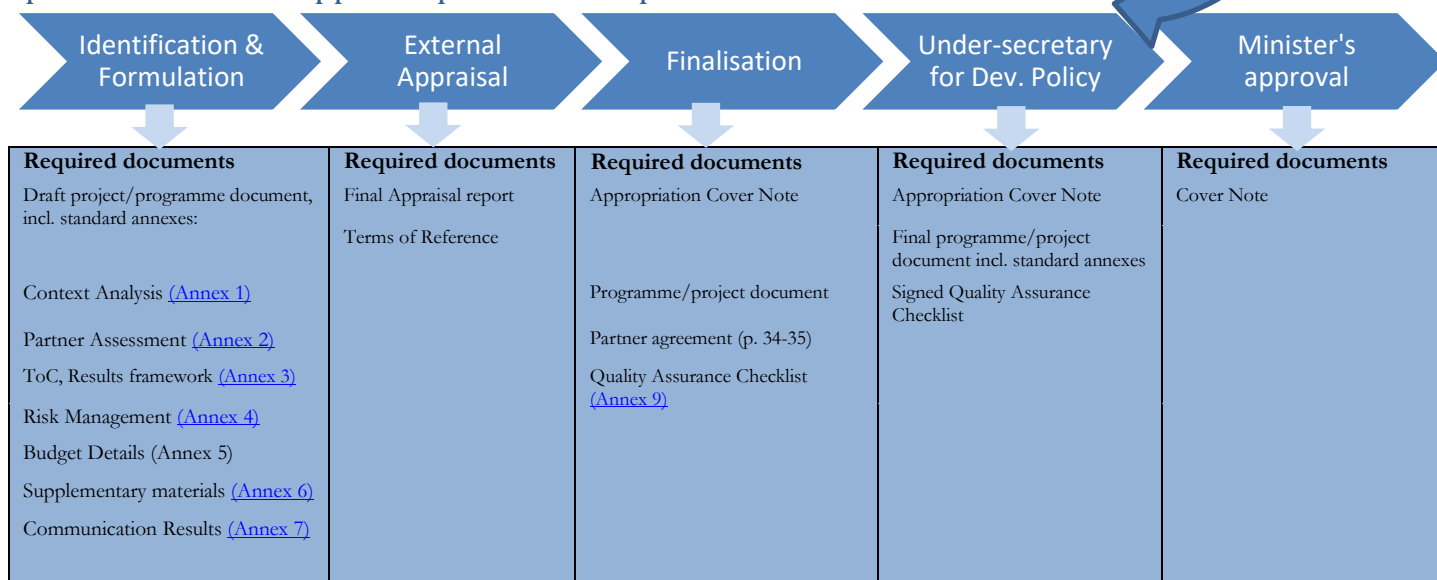 Identification &
Formulation
External
Appraisal
Finalisation
Under-secretary
for Dev. Policy
Minister's
approval
Required documents
Draft project/programme document,
incl. standard annexes:
Context Analysis (Annex 1)
Partner Assessment (Annex 2)
ToC, Results framework (Annex 3)
Risk Management (Annex 4)
Budget Details (Annex 5)
Supplementary materials (Annex 6)
Communication Results (Annex 7)
Required documents
Final Appraisal report
Terms of Reference
Required documents
Appropriation Cover Note
Programme/project document
Partner agreement (p. 34-35)
Quality Assurance Checklist
(Annex 9)
Required documents
Appropriation Cover Note
Final programme/project
document incl. standard annexes
Signed Quality Assurance
Checklist
Required documents
Cover Note